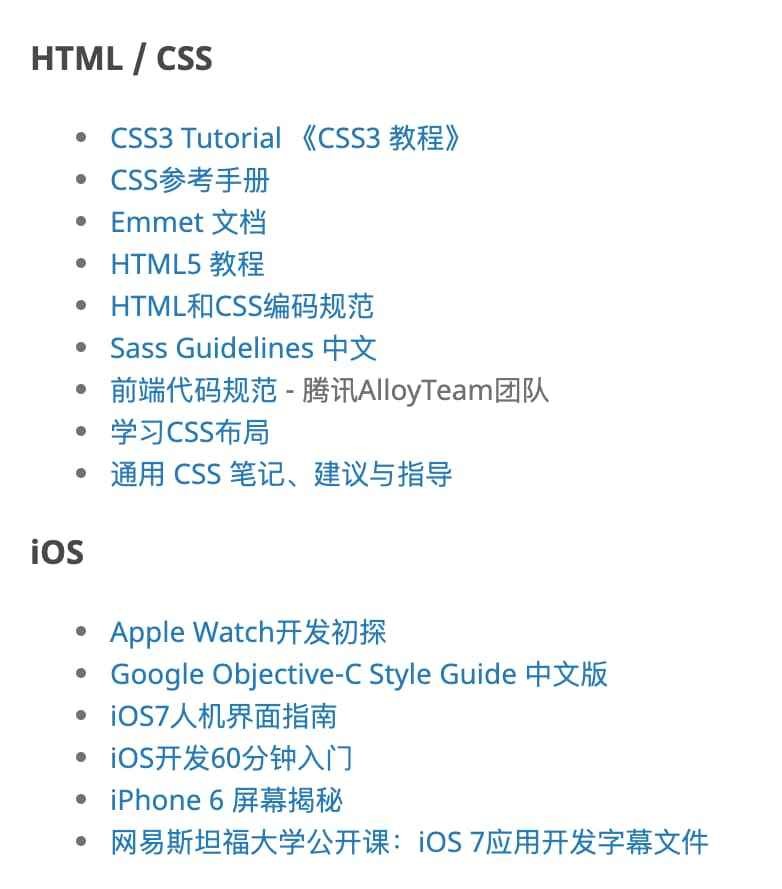 HTML / CSS
CSS3 Tutorial 《CSS3 教程》
CSS参考手册
Emmet 文档
HTML5 教程
HTML和CSS编码规范
Sass Guidelines 中文
前端代码规范 - 腾讯AlloyTeam团队
学习CSS布局
通用 CSS 笔记、建议与指导
iOS
Apple Watch开发初探
Google Objective-C Style Guide 中文版
iOS7人机界面指南
iOS开发60分钟入门
iPhone 6 屏幕揭秘
网易斯坦福大学公开课：iOS 7应用开发字幕文件